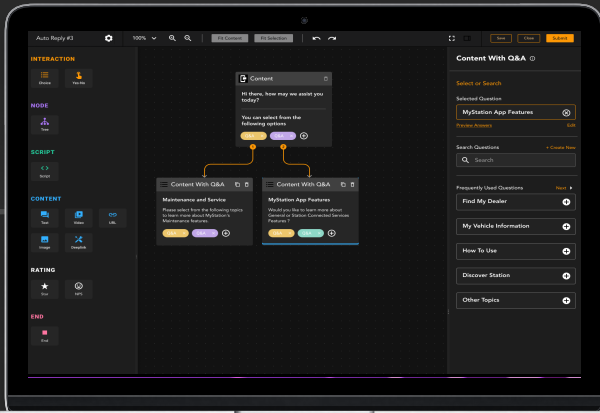 Auto Reply #3
100%
Fit Content
Fit Selection
Save
Close
Submit
INTERACTION
Choice
Yes-No
NODE
Tree
SCRIPT
Script
CONTENT
Text
Video
URL
Image
Deeplink
RATING
Star
NPS
END
End
Content
Hi there, how may we assist you
today?
You can select from the
following options
Q&A
Q&A
1
2
Content With Q&A
Maintenance and Service
Please select from the following topics
to learn more about MyStation's
Maintenance features.
Q&A
Q&A
Content With Q&A
MyStation App Features
Would you like to learn more about
General or Station Connected Services
Features ?
Q&A
Q&A
Content With Q&A
Select or Search
Selected Question
MyStation App Features
Preview Answers
Edit
Search Questions
+ Create New
Search
Frequently Used Questions
Next
Find My Dealer
My Vehicle Information
How To Use
Discover Station
Other Topics